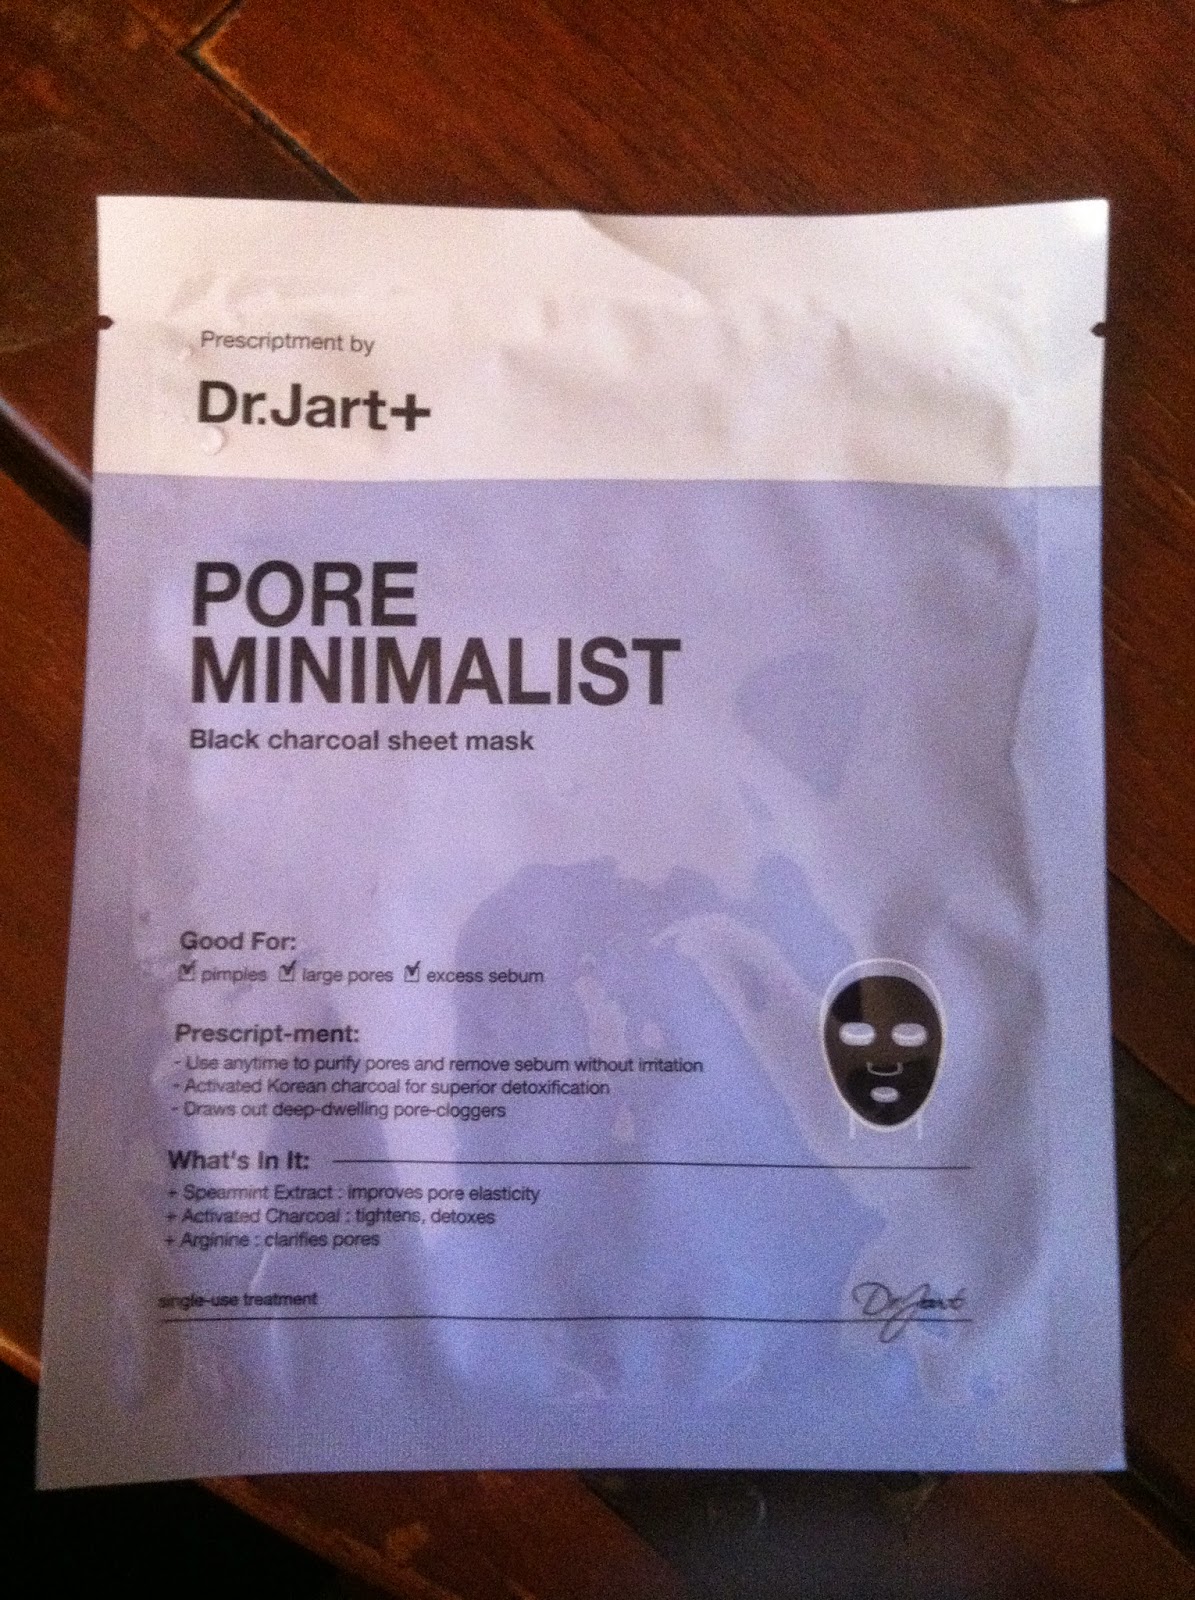 Prescriptment by
Dr.Jart+
PORE
MINIMALIST
Black charcoal sheet mask
Good For:
pimples large pores excess sebum
Prescript-ment:
- Use anytime to purify pores and remove sebum without irritation
- Activated Korean charcoal for superior detoxification
- Draws out deep-dwelling pore-cloggers
What's In It:
+ Spearmint Extract : improves pore elasticity
+ Activated Charcoal : tightens, detoxes
+ Arginine : clarifies pores
single-use treatment
Dr.Jart